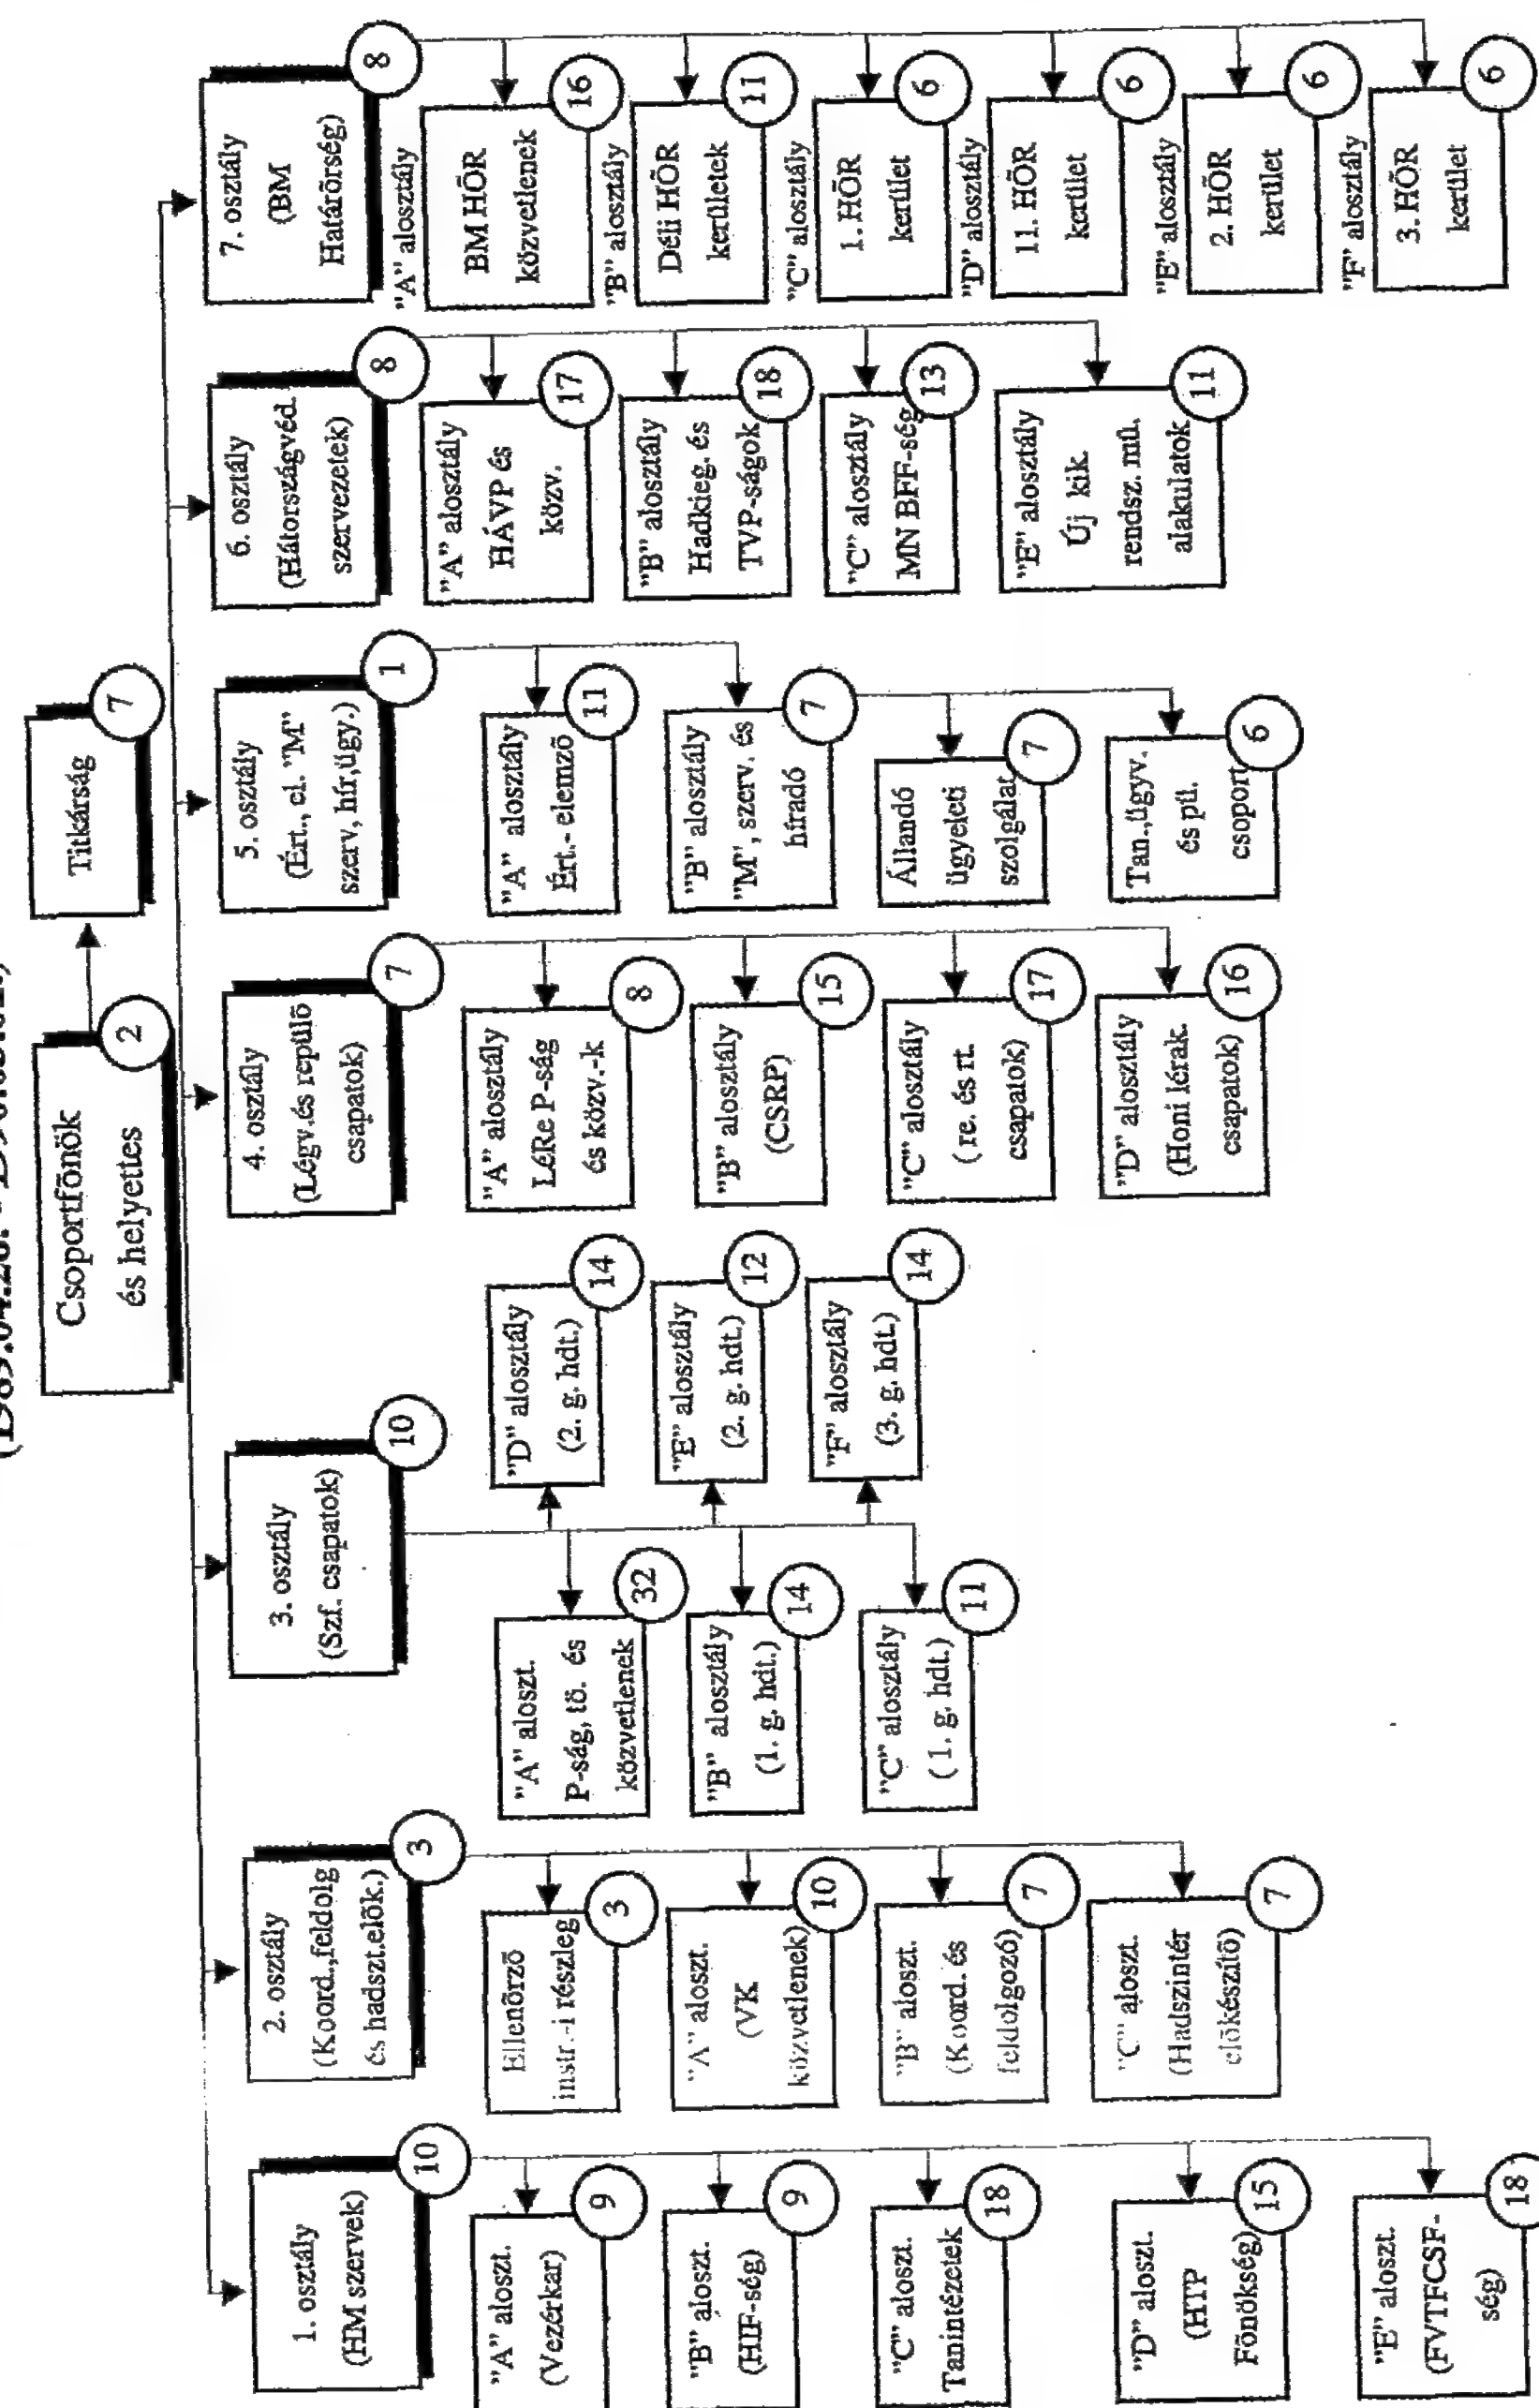 Csoportfőnök
és helyettes
2
Titkárság
7
1. osztály
(HM szervek)
10
"A" aloszt.
(Vezérkar)
9
"B" aloszt.
(HIF-ség)
9
"C" aloszt.
Tanintézetek
18
"D" aloszt.
(HTP
Főnökség)
15
"E" aloszt.
(FVTFCSF-
ség)
18
2. osztály
(Koord.,feldolg
és hadszt.elők.)
3
Ellenőrző
instr.-i részleg
3
"A" aloszt.
(VK
közvetlenek)
10
"B" aloszt.
(Koord. és
feldolgozó)
7
"C" aloszt.
(Hadszintér
előkészítő)
7
3. osztály
(Szf. csapatok)
10
"A" aloszt.
P-ság, tő. és
közvetlenek
32
"B" alosztály
(1. g. hdt.)
14
"C" alosztály
( 1. g. hdt.)
11
"D" alosztály
(2. g. hdt.)
14
"E" alosztály
(2. g. hdt.)
12
"F" alosztály
(3. g. hdt.)
14
4. osztály
(Légv.és repülő
csapatok)
7
"A" alosztály
LéRe P-ság
és közv.-k
8
"B" alosztály
(CSRP)
15
"C" alosztály
( re. és rt.
csapatok)
17
"D" alosztály
(Honi lérak.
csapatok)
16
5. osztály
(Ért., el. "M"
szerv, hír,ügy.)
1
"A" alosztály
Ért.- elemző
11
"B" alosztály
"M", szerv. és
híradó
7
Állandó
ügyeleti
szolgálat
7
Tan.,ügyv.
és pü.
csoport
6
6. osztály
(Hátországvéd.
szervezetek)
8
"A" alosztály
HÁVP és
közv.
17
"B" alosztály
Hadkieg. és
TVP-ságok
18
"C" alosztály
MN BFF-ség
13
"E" alosztály
Új kik.
rendsz. mű.
alakulatok
11
7. osztály
(BM
Határőrség)
8
"A" alosztály
BM HŐR
közvetlenek
16
"B" alosztály
Déli HŐR
kerületek
11
"C" alosztály
1. HŐR
kerület
6
"D" alosztály
11. HŐR
kerület
6
"E" alosztály
2. HŐR
kerület
6
"F" alosztály
3. HŐR
kerület
6